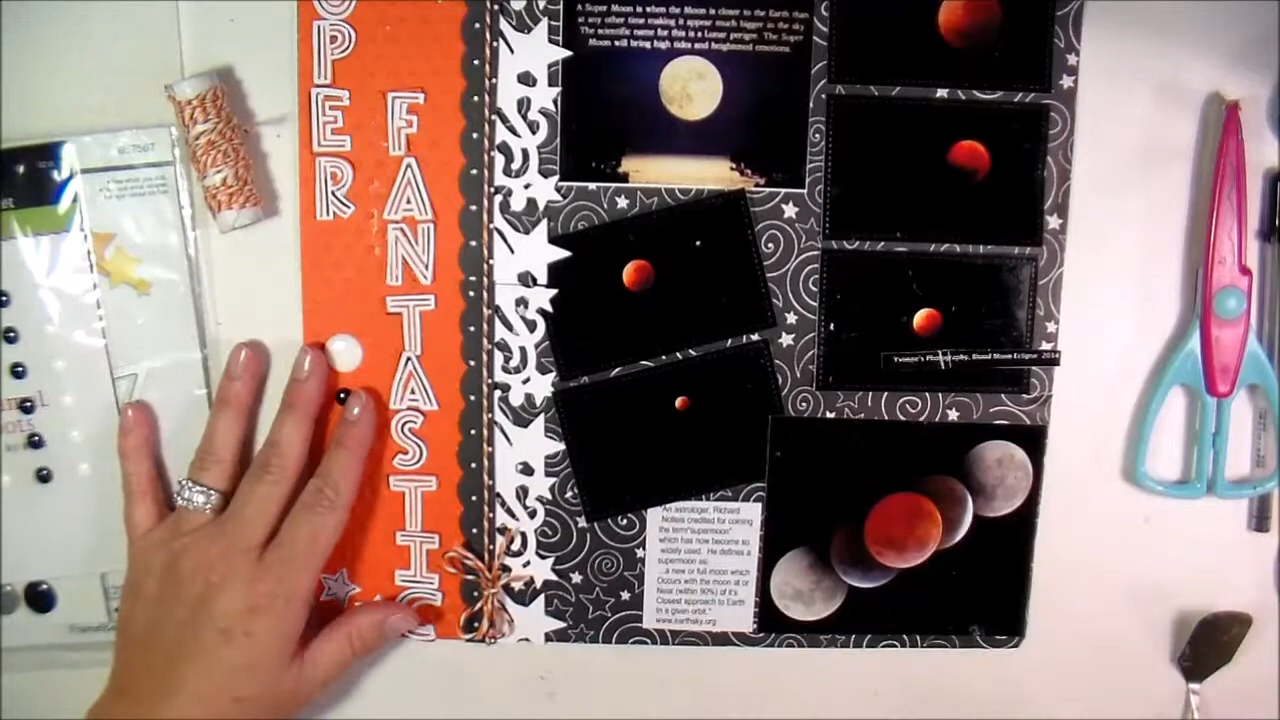 UPER
FANTASTIC
A Super Moon is when the Moon is closer to the Earth than
at any other time making it appear much bigger in the sky
The scientific name for this is a Lunar perigee. The Super
Moon will bring high tides and heightened emotions.
Yvonne's Photography, Blood Moon Eclipse 2014
An astrologer, Richard
Nolleis credited for coining
the term"supermoon"
which has now become so
widely used. He defines a
supermoon as:
...a new or full moon which
Occurs with the moon at or
Near (within 90%) of it's
Closest approach to Earth
In a given orbit."
www.earthsky.org